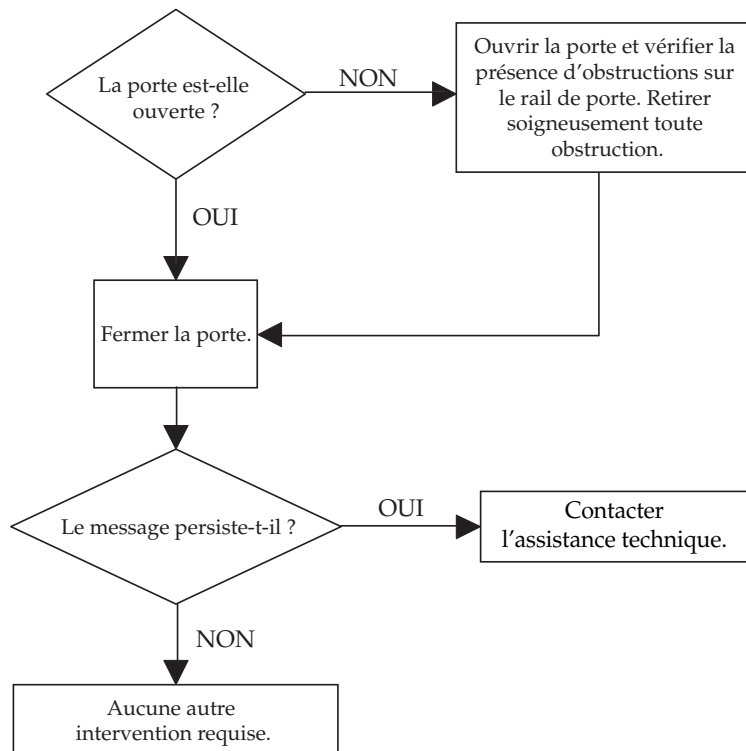 La porte est-elle
ouverte ?
NON
Ouvrir la porte et vérifier la
présence d'obstructions sur
le rail de porte. Retirer
soigneusement toute
obstruction.
OUI
Fermer la porte.
Le message persiste-t-il ?
OUI
Contacter
l'assistance technique.
NON
Aucune autre
intervention requise.